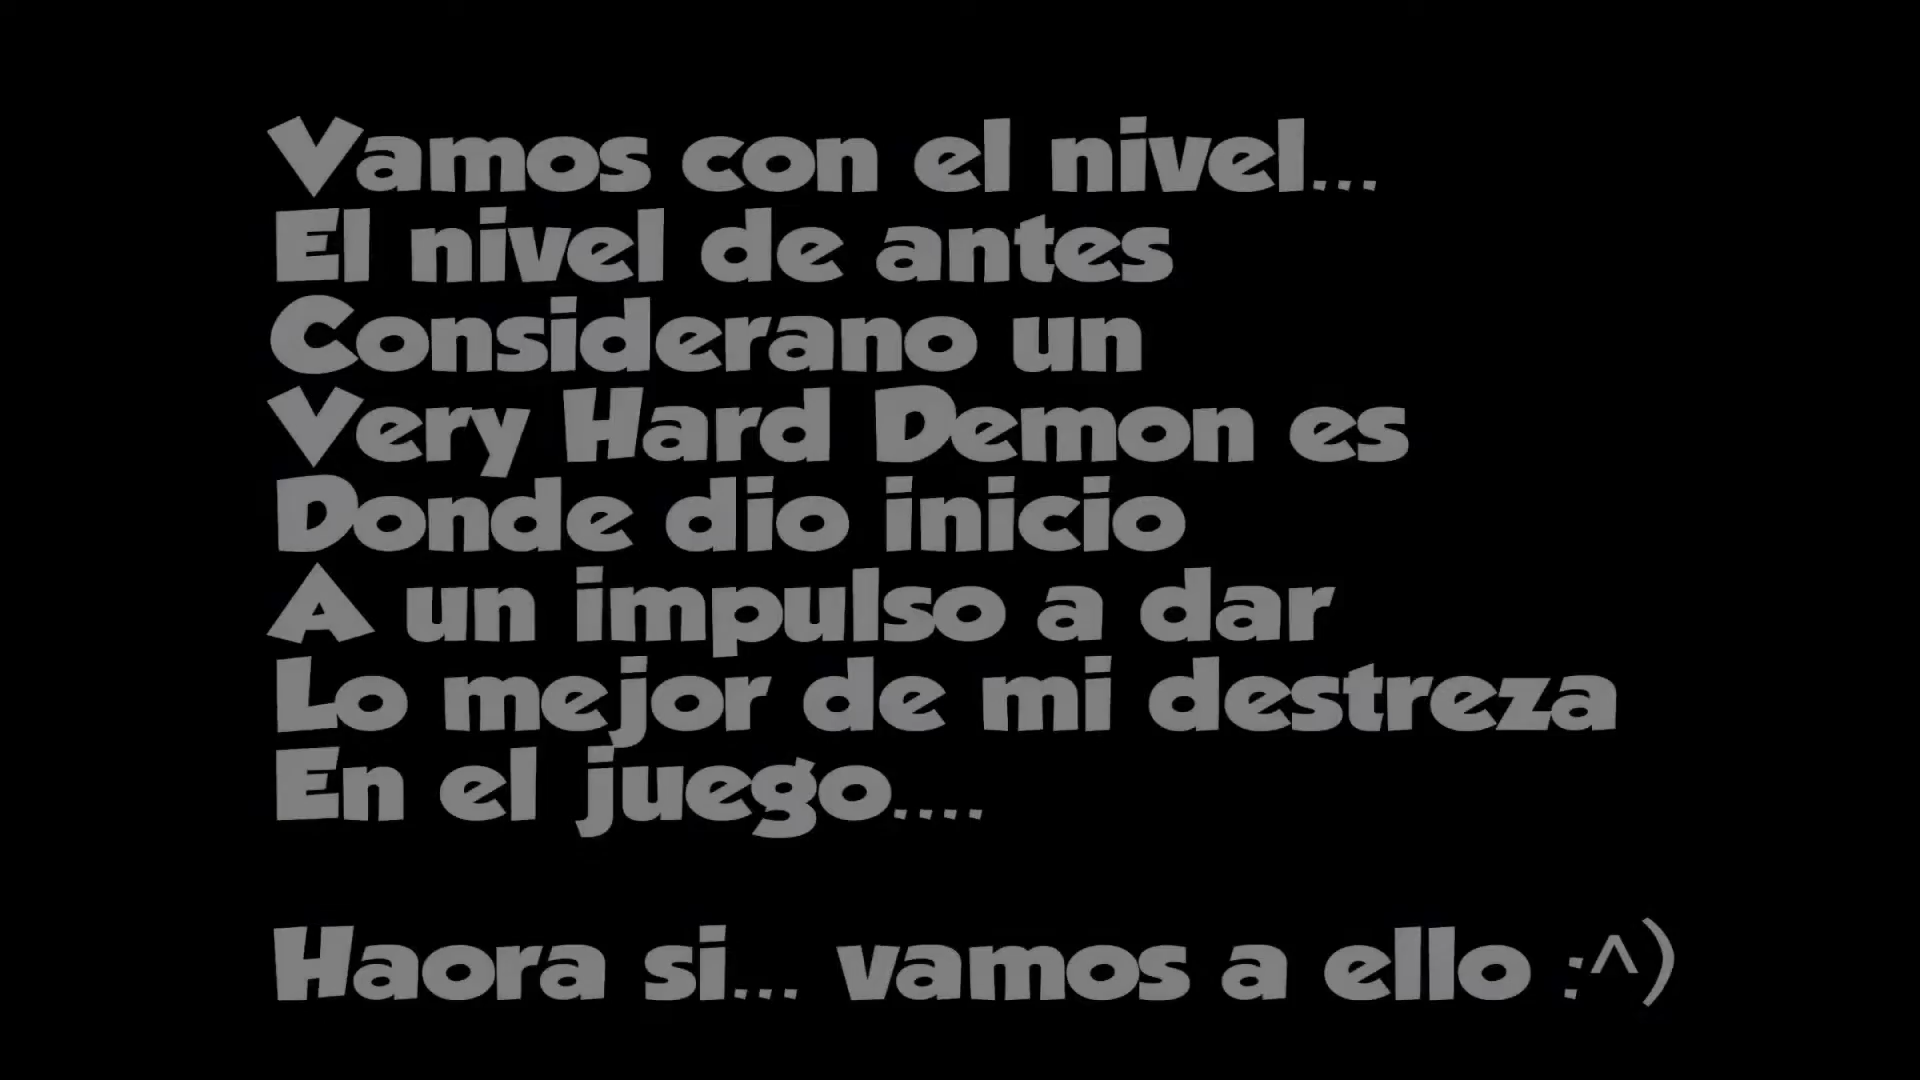 Vamos con el nivel...
El nivel de antes
Considerano un
Very Hard Demon es
Donde dio inicio
A un impulso a dar
Lo mejor de mi destreza
En el juego....
Haora si... vamos a ello :^)